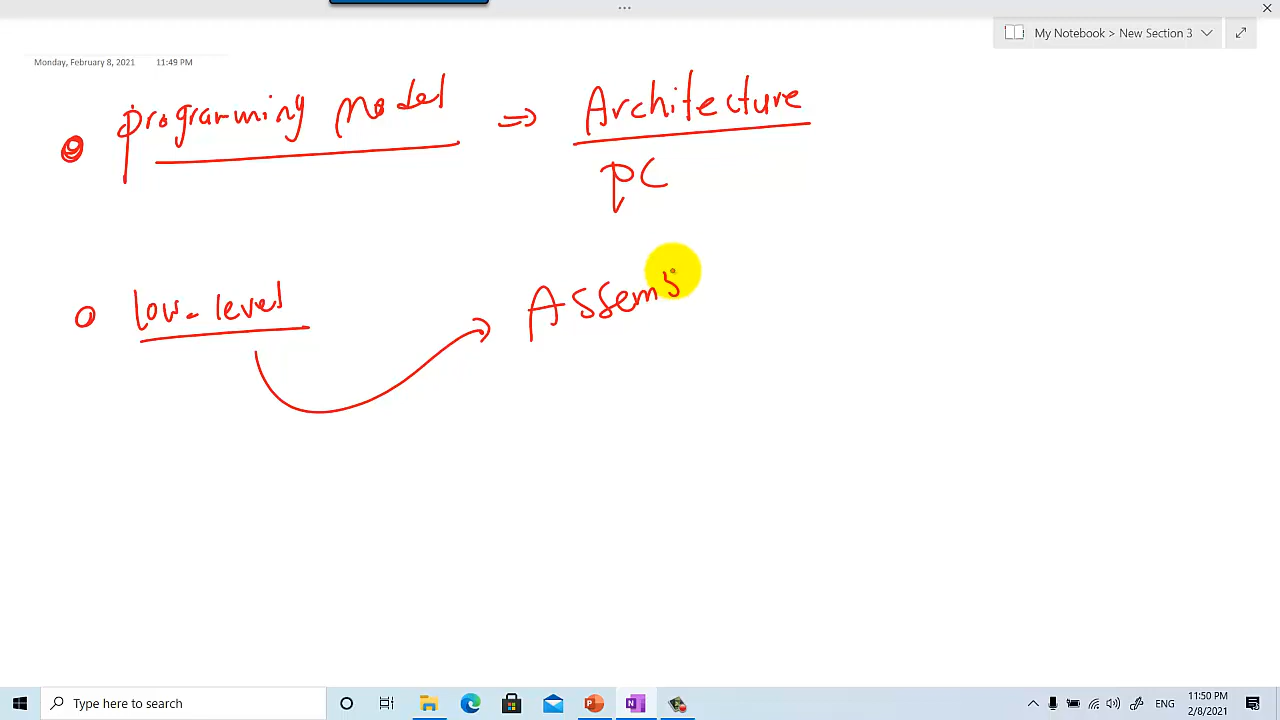 My Notebook > New Section 3
Monday, February 8, 2021 11:49 PM
programming Model ⇒ Architecture
PC
low-level
Assemb
Type here to search
ENG
11:50 PM
2/8/2021